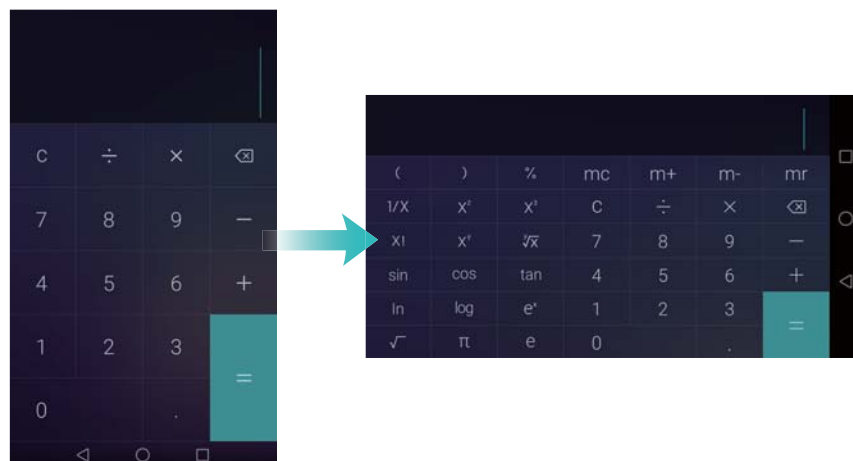 C ÷ ×
7 8 9 −
4 5 6 +
1 2 3
=
0 .
( ) % mc m+ m- mr
1/X X² X³ C ÷ ×
X! Xʸ ʸ√x 7 8 9 −
sin cos tan 4 5 6 +
ln log eˣ 1 2 3
=
√ π e 0 .